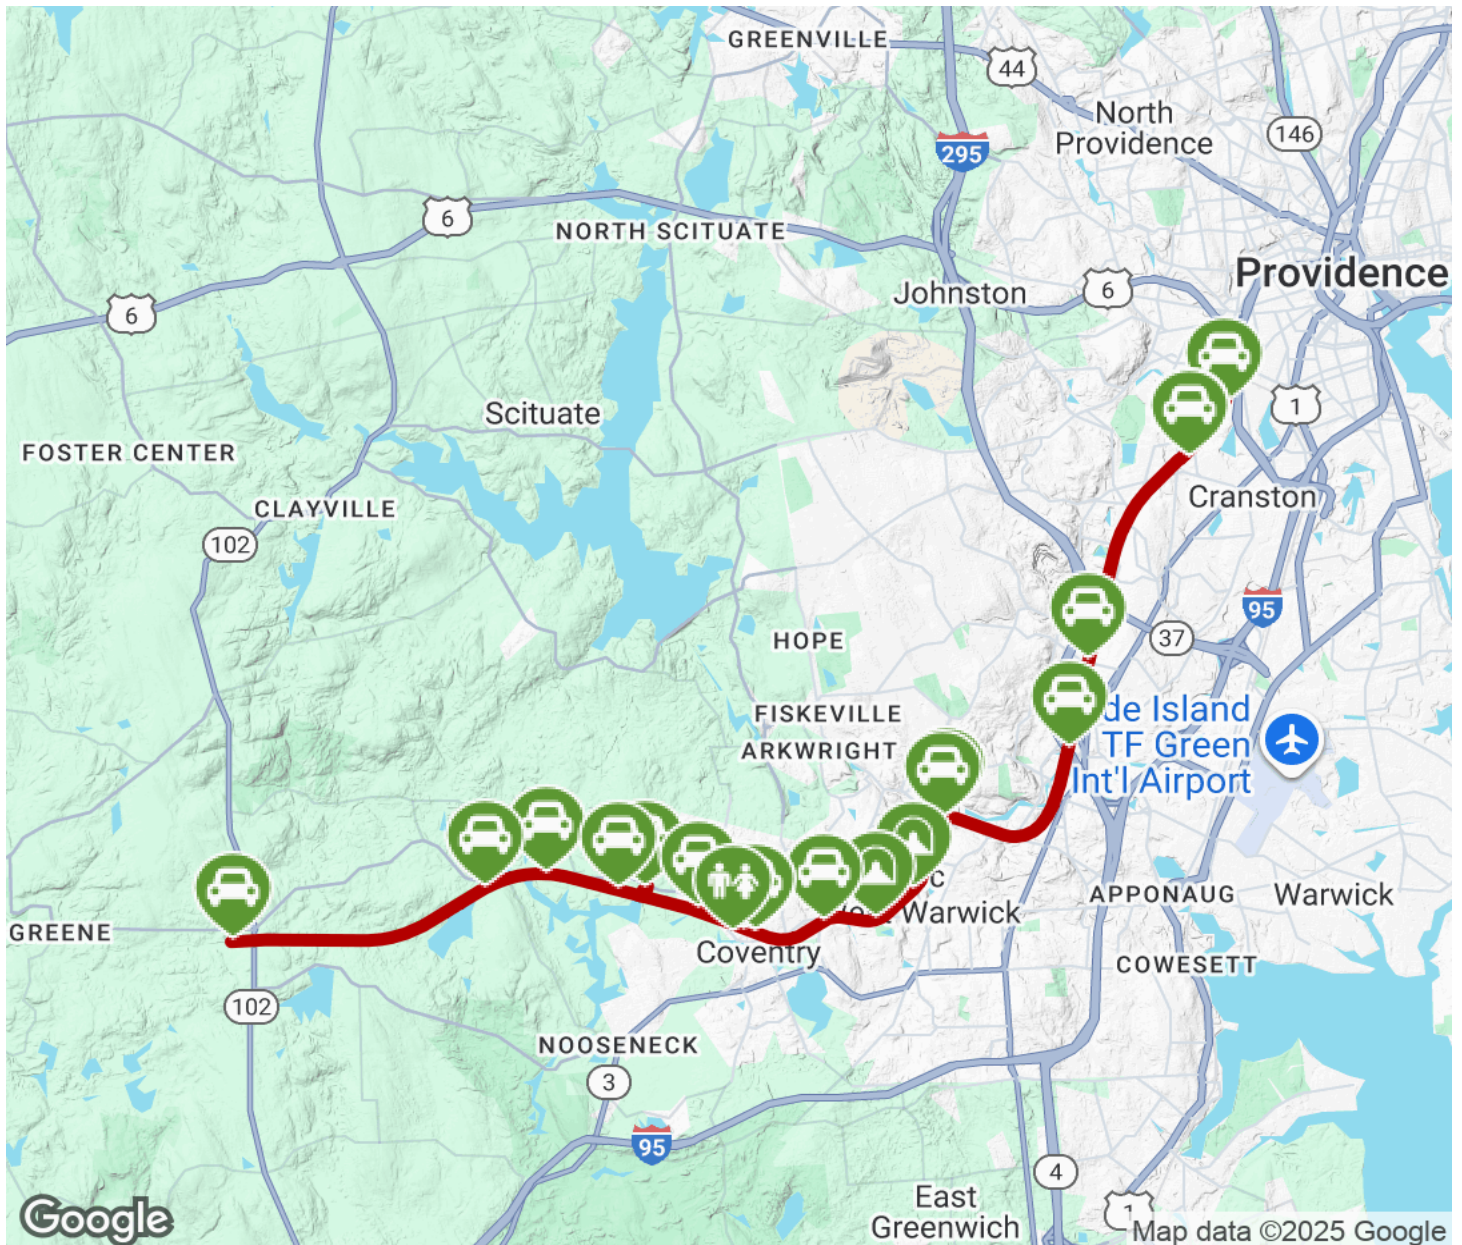 GREENVILLE
44
North
Providence
146
295
6
NORTH SCITUATE
Providence
Johnston
6
6
Scituate
1
FOSTER CENTER
Cranston
CLAYVILLE
102
95
37
HOPE
FISKEVILLE
de Island
ARKWRIGHT
TF Green
Int'l Airport
c
APPONAUG
Warwick
GREENE
Warwick
Coventry
COWESETT
102
NOOSENECK
3
95
4
East
Greenwich
1
Google
Map data ©2025 Google